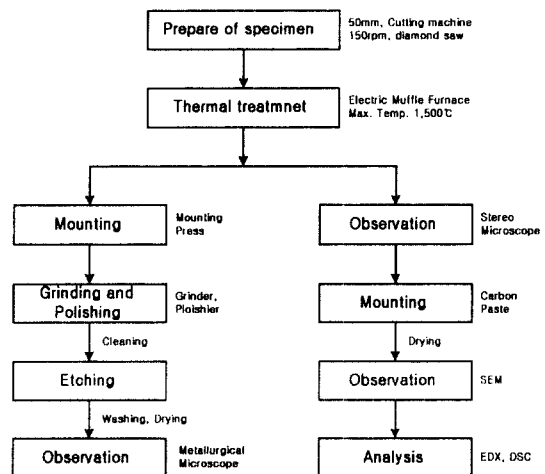 Prepare of specimen
50mm, Cutting machine
150rpm, diamond saw
Thermal treatmnet
Electric Muffle Furnace
Max. Temp. 1,500℃
Mounting
Mounting
Press
Grinding and
Polishing
Grinder,
Ploishier
Cleaning
Etching
Washing, Drying
Observation
Metallurgical
Microscope
Observation
Stereo
Microscope
Mounting
Carbon
Paste
Drying
Observation
SEM
Analysis
EDX, DSC